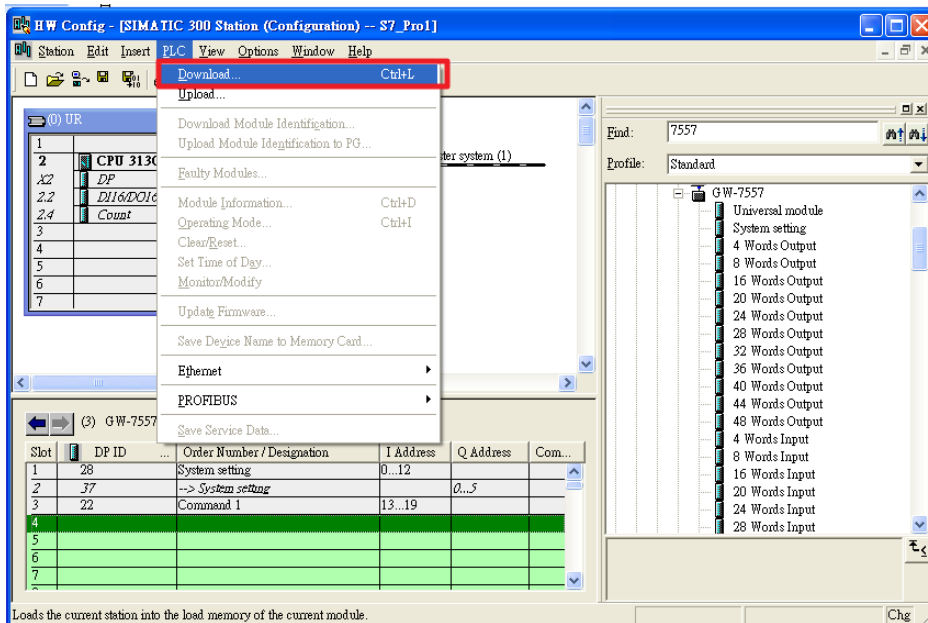 HW Config - [SIMATIC 300 Station (Configuration) -- S7_Pro1]
Station Edit Insert PLC View Options Window Help
Download... Ctrl+L
Upload...
Download Module Identification...
Upload Module Identification to PG...
Faulty Modules...
Module Information... Ctrl+D
Operating Mode... Ctrl+I
Clear/Reset...
Set Time of Day...
Monitor/Modify
Update Firmware...
Save Device Name to Memory Card...
Ethernet
PROFIBUS
Save Service Data...
(0) UR
1
2 CPU 313C
X2 DP
2.2 DI16/DO16
2.4 Count
3
4
5
6
7
ter system (1)
Find: 7557
Profile: Standard
GW-7557
Universal module
System setting
4 Words Output
8 Words Output
16 Words Output
20 Words Output
24 Words Output
28 Words Output
32 Words Output
36 Words Output
40 Words Output
44 Words Output
48 Words Output
4 Words Input
8 Words Input
16 Words Input
20 Words Input
24 Words Input
28 Words Input
(3) GW-7557
Slot DP ID ... Order Number / Designation I Address Q Address Com...
1 28 System setting 0...12
2 37 --> System setting 0...5
3 22 Command 1 13...19
4
5
6
7
Loads the current station into the load memory of the current module.
Chg